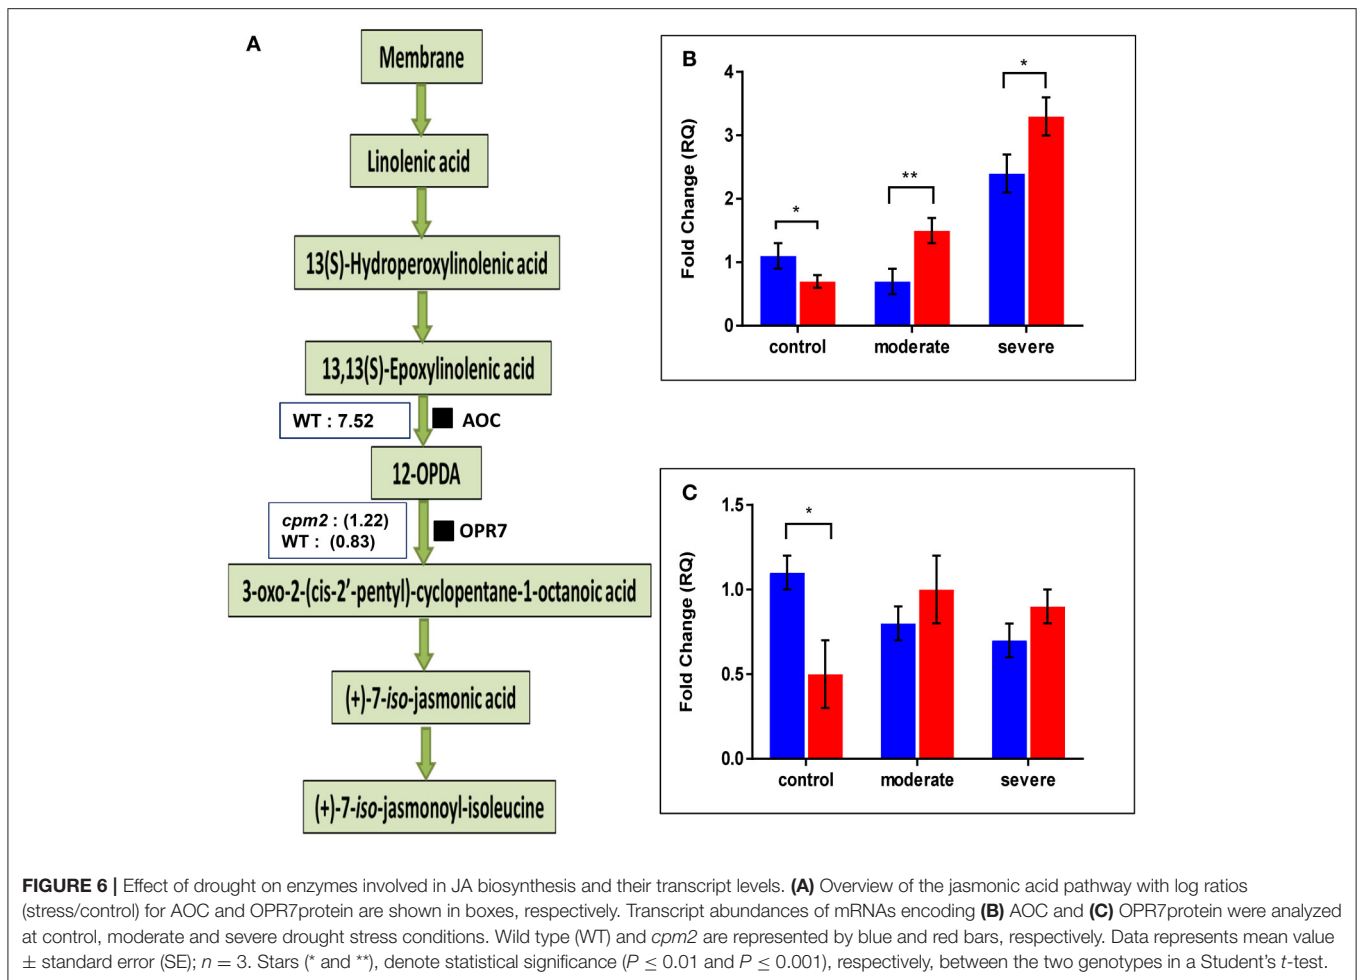 A
Membrane
Linolenic acid
13(S)-Hydroperoxylinolenic acid
13,13(S)-Epoxylinolenic acid
WT : 7.52
AOC
12-OPDA
cpm2 : (1.22)
WT : (0.83)
OPR7
3-oxo-2-(cis-2′-pentyl)-cyclopentane-1-octanoic acid
(+)-7-iso-jasmonic acid
(+)-7-iso-jasmonoyl-isoleucine
B
Fold Change (RQ)
4
3
2
1
0
*
**
*
control moderate severe
C
Fold Change (RQ)
1.5
1.0
0.5
0.0
*
control moderate severe
FIGURE 6 | Effect of drought on enzymes involved in JA biosynthesis and their transcript levels. (A) Overview of the jasmonic acid pathway with log ratios
(stress/control) for AOC and OPR7protein are shown in boxes, respectively. Transcript abundances of mRNAs encoding (B) AOC and (C) OPR7protein were analyzed
at control, moderate and severe drought stress conditions. Wild type (WT) and cpm2 are represented by blue and red bars, respectively. Data represents mean value
± standard error (SE); n = 3. Stars (* and **), denote statistical significance (P ≤ 0.01 and P ≤ 0.001), respectively, between the two genotypes in a Student's t-test.